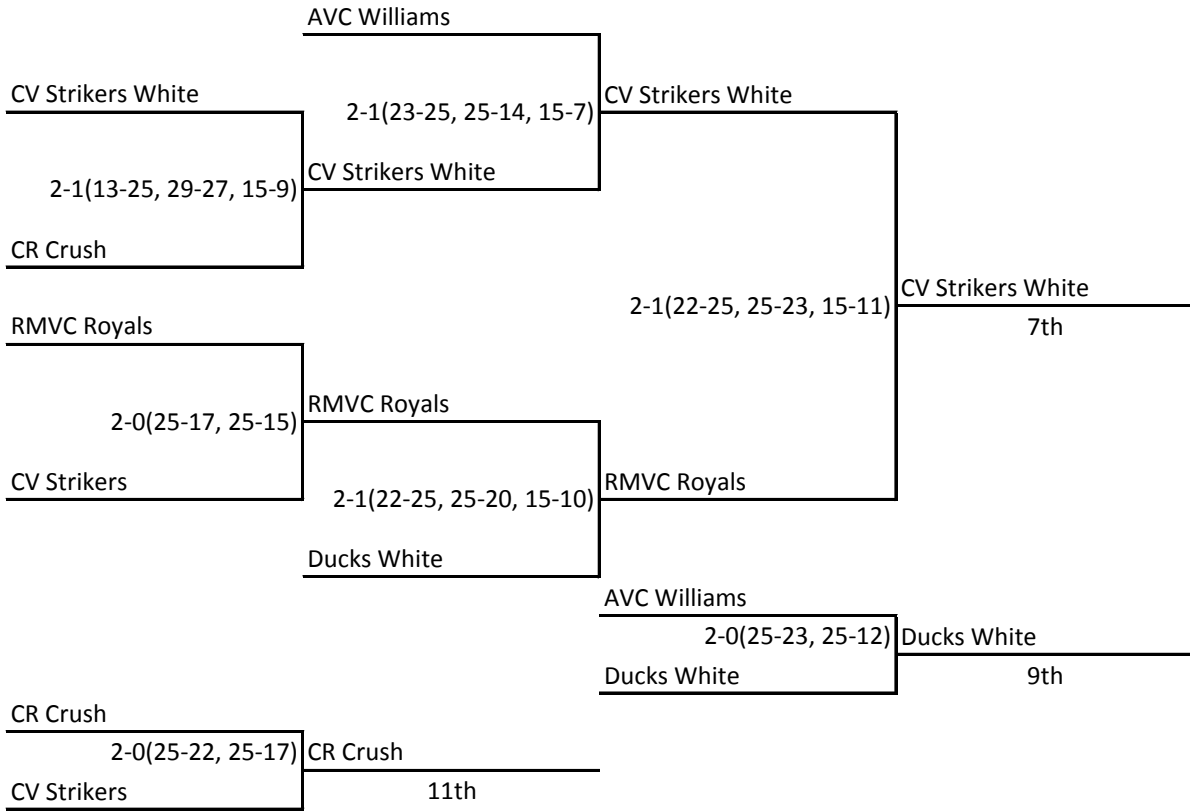 AVC Williams
CV Strikers White
2-1(23-25, 25-14, 15-7)
CV Strikers White
2-1(13-25, 29-27, 15-9)
CV Strikers White
CR Crush
2-1(22-25, 25-23, 15-11)
CV Strikers White
7th
RMVC Royals
2-0(25-17, 25-15)
RMVC Royals
CV Strikers
2-1(22-25, 25-20, 15-10)
RMVC Royals
Ducks White
AVC Williams
2-0(25-23, 25-12)
Ducks White
Ducks White
9th
CR Crush
2-0(25-22, 25-17)
CR Crush
CV Strikers
11th